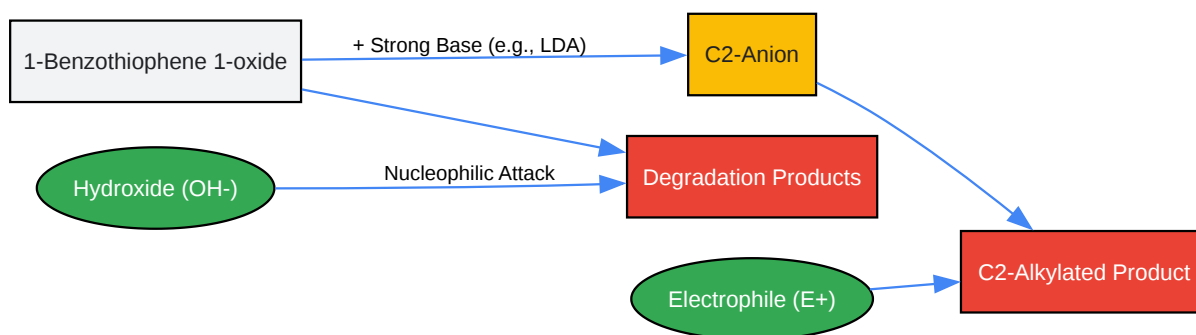 1-Benzothiophene 1-oxide
+ Strong Base (e.g., LDA)
C2-Anion
Hydroxide (OH-)
Nucleophilic Attack
Degradation Products
Electrophile (E+)
C2-Alkylated Product